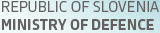 REPUBLIC OF SLOVENIA
MINISTRY OF DEFENCE